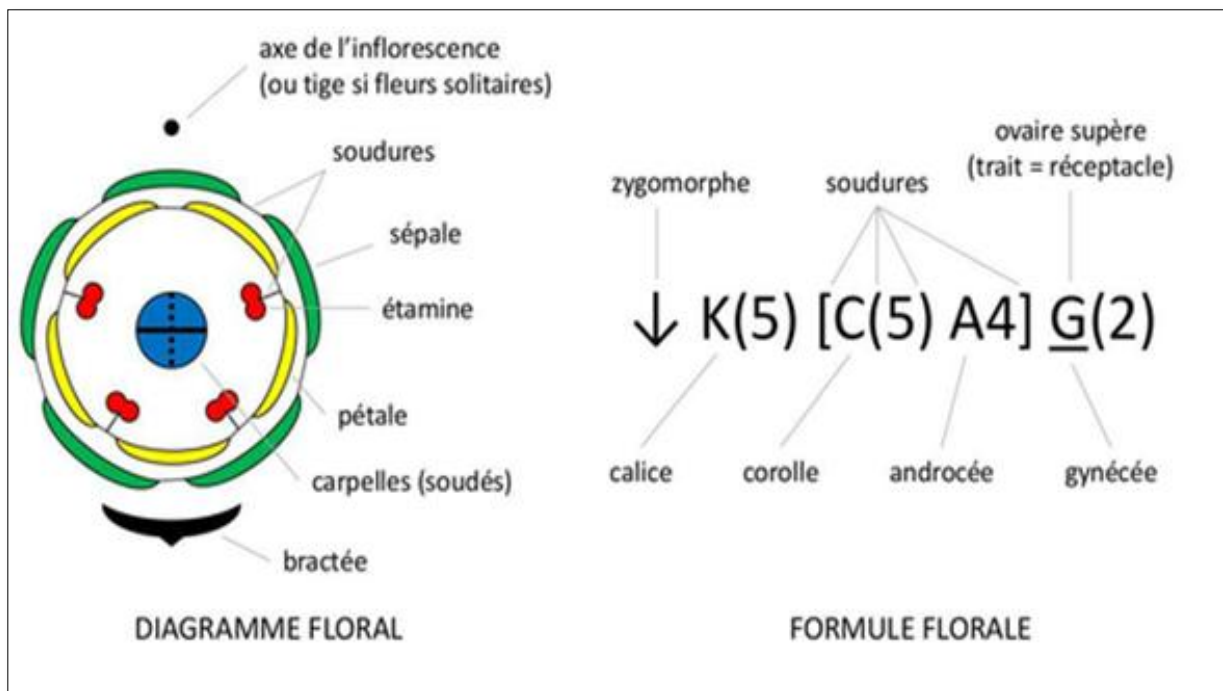 axe de l'inflorescence
(ou tige si fleurs solitaires)
soudures
sépale
étamine
pétale
carpelles (soudés)
bractée
DIAGRAMME FLORAL
ovaire supère
(trait = réceptacle)
zygomorphe
soudures
↓ K(5) [C(5) A4] G(2)
calice
corolle
androcée
gynécée
FORMULE FLORALE